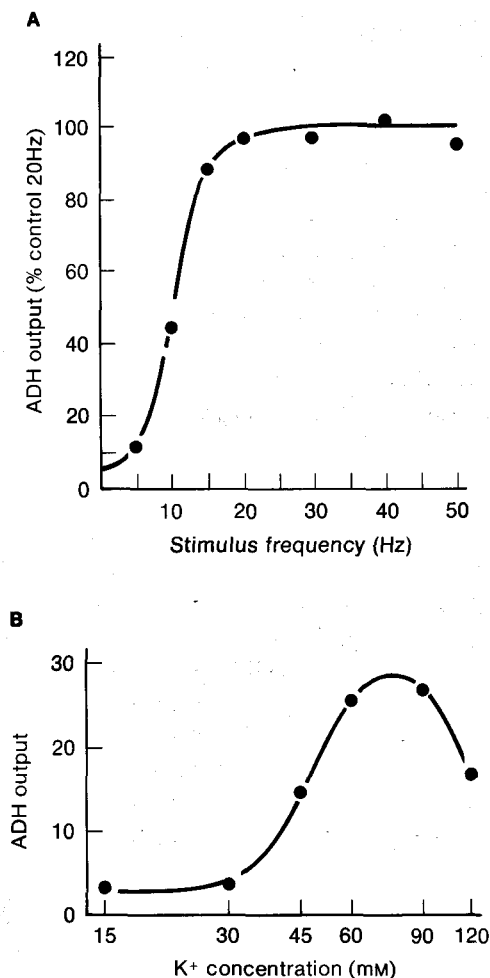 A
ADH output (% control 20Hz)
120
100
80
60
40
20
0
10 20 30 40 50
Stimulus frequency (Hz)
B
ADH output
30
20
10
0
15 30 45 60 90 120
K⁺ concentration (mM)